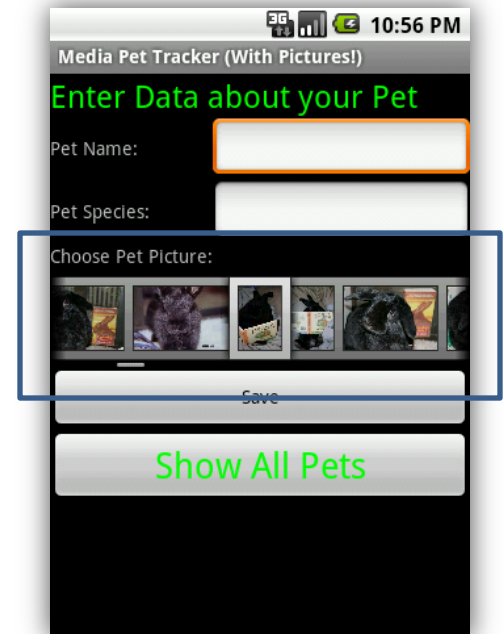 3G 10:56 PM
Media Pet Tracker (With Pictures!)
Enter Data about your Pet
Pet Name:
Pet Species:
Choose Pet Picture:
Save
Show All Pets